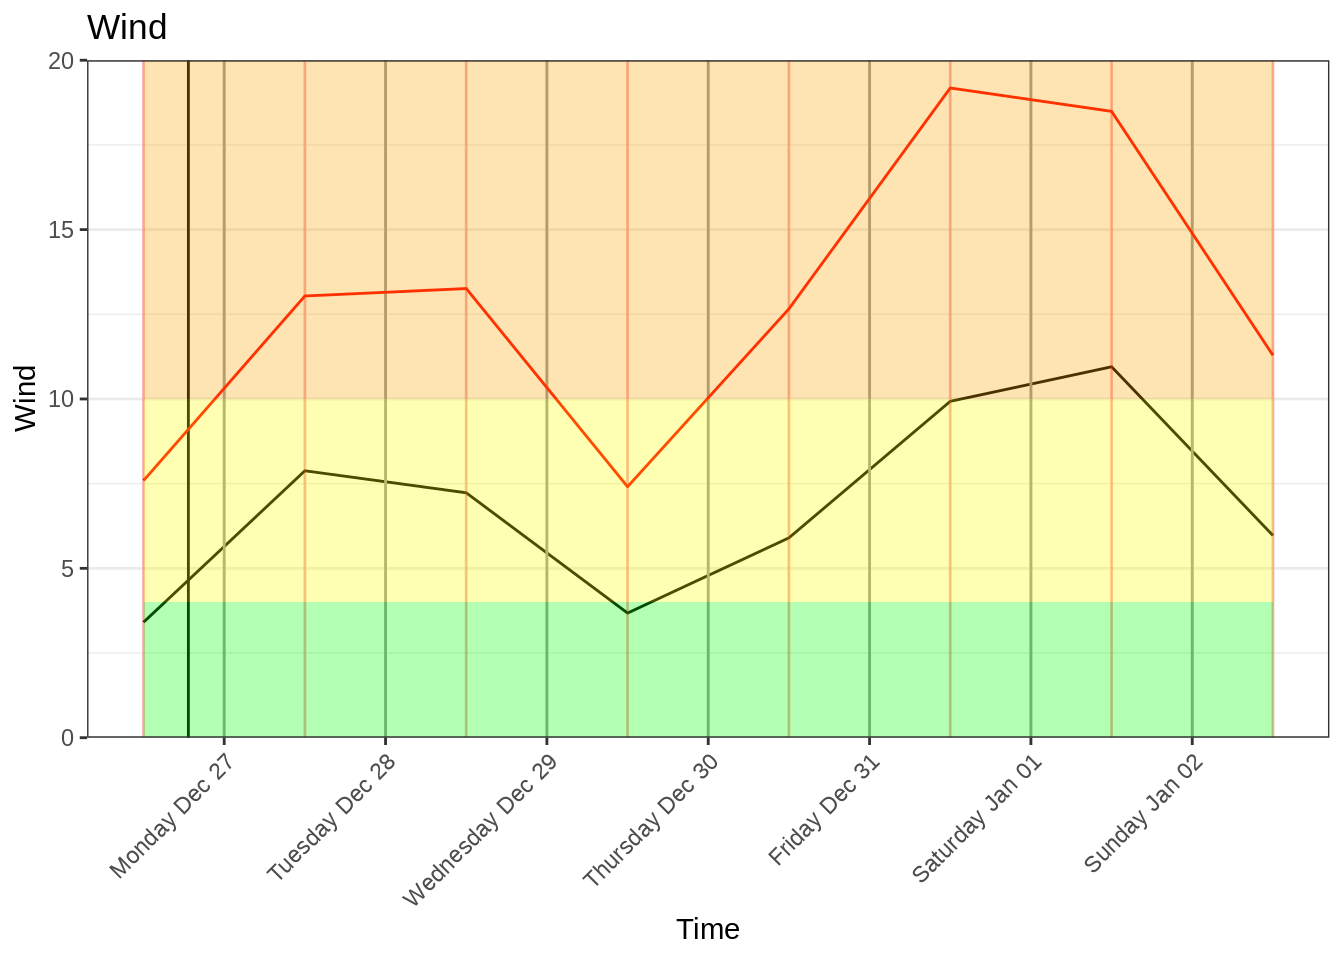 Wind
20
15
10
5
0
Wind
Monday Dec 27
Tuesday Dec 28
Wednesday Dec 29
Thursday Dec 30
Friday Dec 31
Saturday Jan 01
Sunday Jan 02
Time